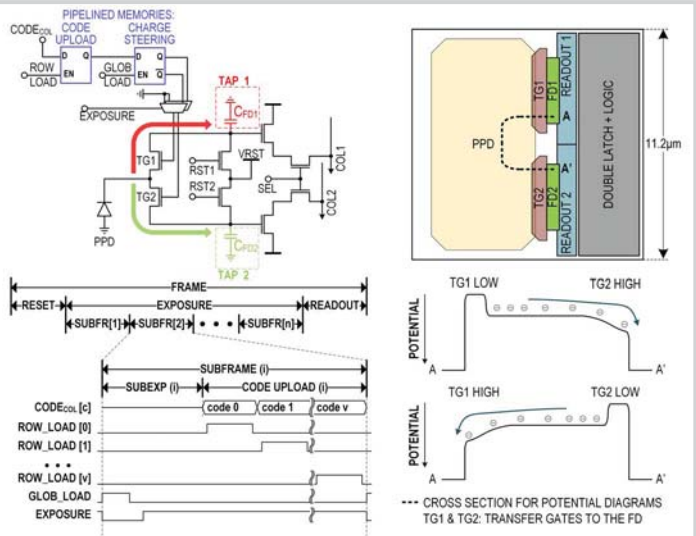 PIPELINED MEMORIES:
CODE UPLOAD
CHARGE STEERING
CODECOL
D Q
D Q
ROW LOAD
EN
GLOB LOAD
EN Q
EXPOSURE
TAP 1
CFD1
TG1
TG2
RST1
RST2
VRST
SEL
COL1
COL2
PPD
CFD2
TAP 2
PPD
TG1
FD1
READOUT 1
A
A'
TG2
FD2
READOUT 2
DOUBLE LATCH + LOGIC
11.2µm
FRAME
RESET EXPOSURE READOUT
SUBFR[1] SUBFR[2] • • • SUBFR[n]
SUBFRAME (i)
SUBEXP (i) CODE UPLOAD (i)
CODECOL [c] code 0 code 1 code v
ROW_LOAD [0]
ROW_LOAD [1]
• • •
ROW_LOAD [v]
GLOB_LOAD
EXPOSURE
TG1 LOW TG2 HIGH
POTENTIAL
A A'
TG1 HIGH TG2 LOW
POTENTIAL
A A'
--- CROSS SECTION FOR POTENTIAL DIAGRAMS
TG1 & TG2: TRANSFER GATES TO THE FD